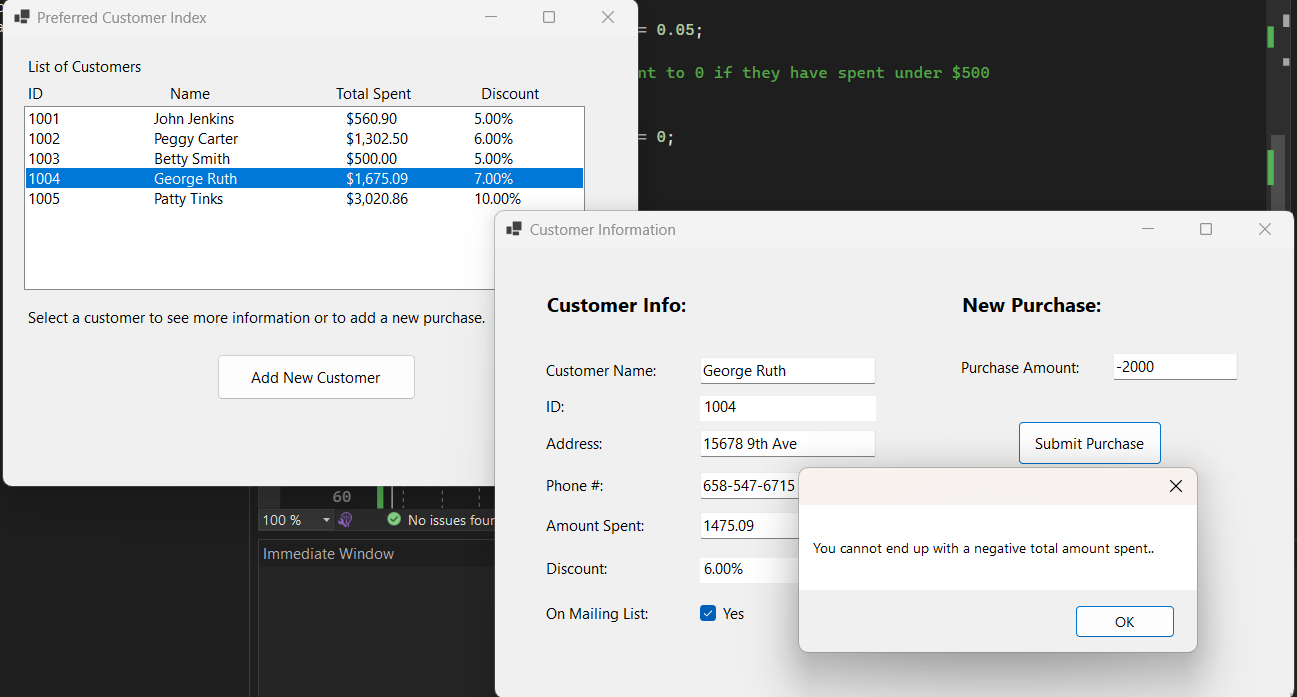 Preferred Customer Index
= 0.05;
List of Customers
nt to 0 if they have spent under $500
ID Name Total Spent Discount
1001 John Jenkins $560.90 5.00%
1002 Peggy Carter $1,302.50 6.00%
= 0;
1003 Betty Smith $500.00 5.00%
1004 George Ruth $1,675.09 7.00%
1005 Patty Tinks $3,020.86 10.00%
Select a customer to see more information or to add a new purchase.
Add New Customer
60
100 % No issues four
Immediate Window
Customer Information
Customer Info:
Customer Name: George Ruth
ID: 1004
Address: 15678 9th Ave
Phone #: 658-547-6715
Amount Spent: 1475.09
Discount: 6.00%
On Mailing List: Yes
New Purchase:
Purchase Amount: -2000
Submit Purchase
You cannot end up with a negative total amount spent..
OK